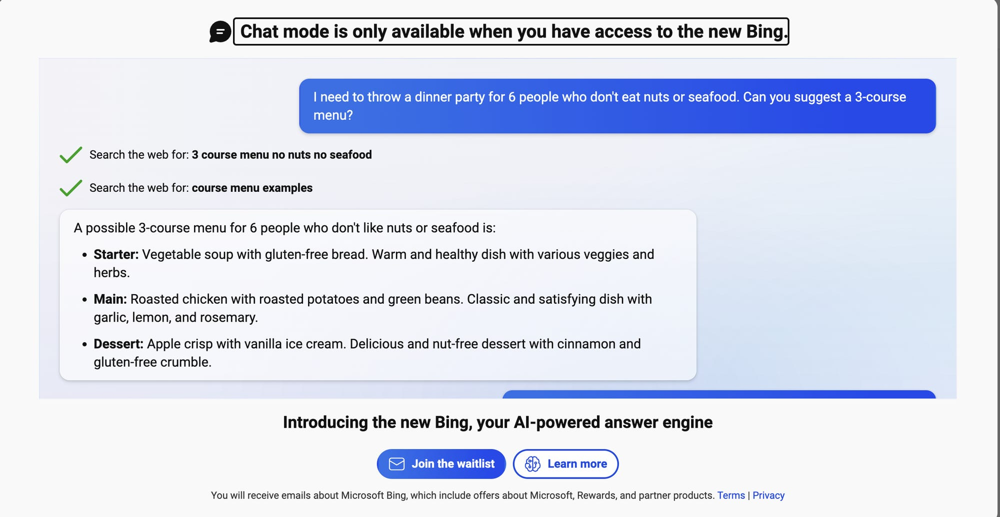 Chat mode is only available when you have access to the new Bing.
I need to throw a dinner party for 6 people who don't eat nuts or seafood. Can you suggest a 3-course
menu?
Search the web for: 3 course menu no nuts no seafood
Search the web for: course menu examples
A possible 3-course menu for 6 people who don't like nuts or seafood is:
• Starter: Vegetable soup with gluten-free bread. Warm and healthy dish with various veggies and
herbs.
• Main: Roasted chicken with roasted potatoes and green beans. Classic and satisfying dish with
garlic, lemon, and rosemary.
• Dessert: Apple crisp with vanilla ice cream. Delicious and nut-free dessert with cinnamon and
gluten-free crumble.
Introducing the new Bing, your AI-powered answer engine
Join the waitlist
Learn more
You will receive emails about Microsoft Bing, which include offers about Microsoft, Rewards, and partner products. Terms | Privacy